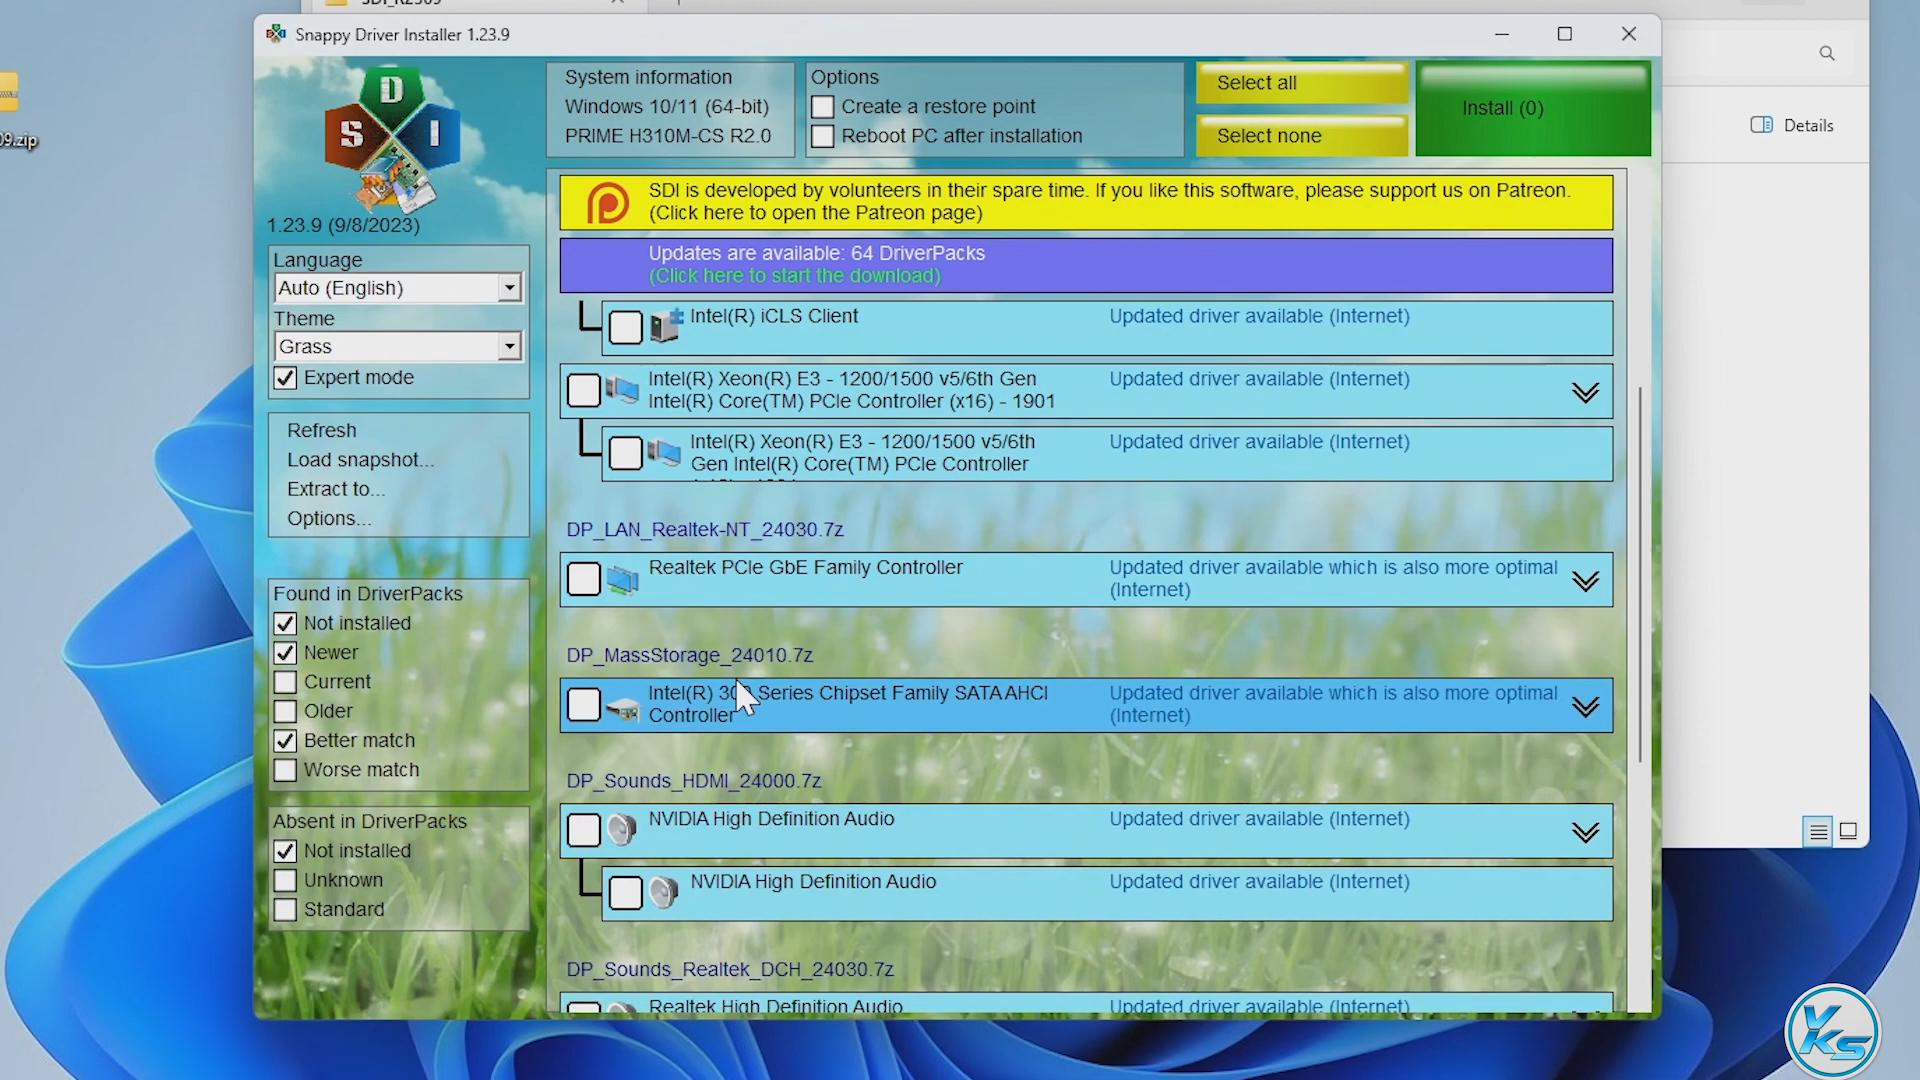 Snappy Driver Installer 1.23.9
09.zip
D
S
I
1.23.9 (9/8/2023)
Language
Auto (English)
Theme
Grass
Expert mode
Refresh
Load snapshot...
Extract to...
Options...
Found in DriverPacks
Not installed
Newer
Current
Older
Better match
Worse match
Absent in DriverPacks
Not installed
Unknown
Standard
System information
Windows 10/11 (64-bit)
PRIME H310M-CS R2.0
Options
Create a restore point
Reboot PC after installation
Select all
Select none
Install (0)
SDI is developed by volunteers in their spare time. If you like this software, please support us on Patreon.
(Click here to open the Patreon page)
Updates are available: 64 DriverPacks
(Click here to start the download)
Intel(R) iCLS Client Updated driver available (Internet)
Intel(R) Xeon(R) E3 - 1200/1500 v5/6th Gen Updated driver available (Internet)
Intel(R) Core(TM) PCIe Controller (x16) - 1901
Intel(R) Xeon(R) E3 - 1200/1500 v5/6th Updated driver available (Internet)
Gen Intel(R) Core(TM) PCIe Controller
DP_LAN_Realtek-NT_24030.7z
Realtek PCIe GbE Family Controller Updated driver available which is also more optimal
(Internet)
DP_MassStorage_24010.7z
Intel(R) Series Chipset Family SATA AHCI Updated driver available which is also more optimal
Controller (Internet)
DP_Sounds_HDMI_24000.7z
NVIDIA High Definition Audio Updated driver available (Internet)
NVIDIA High Definition Audio Updated driver available (Internet)
DP_Sounds_Realtek_DCH_24030.7z
Realtek High Definition Audio Updated driver available (Internet)
Details
VKS